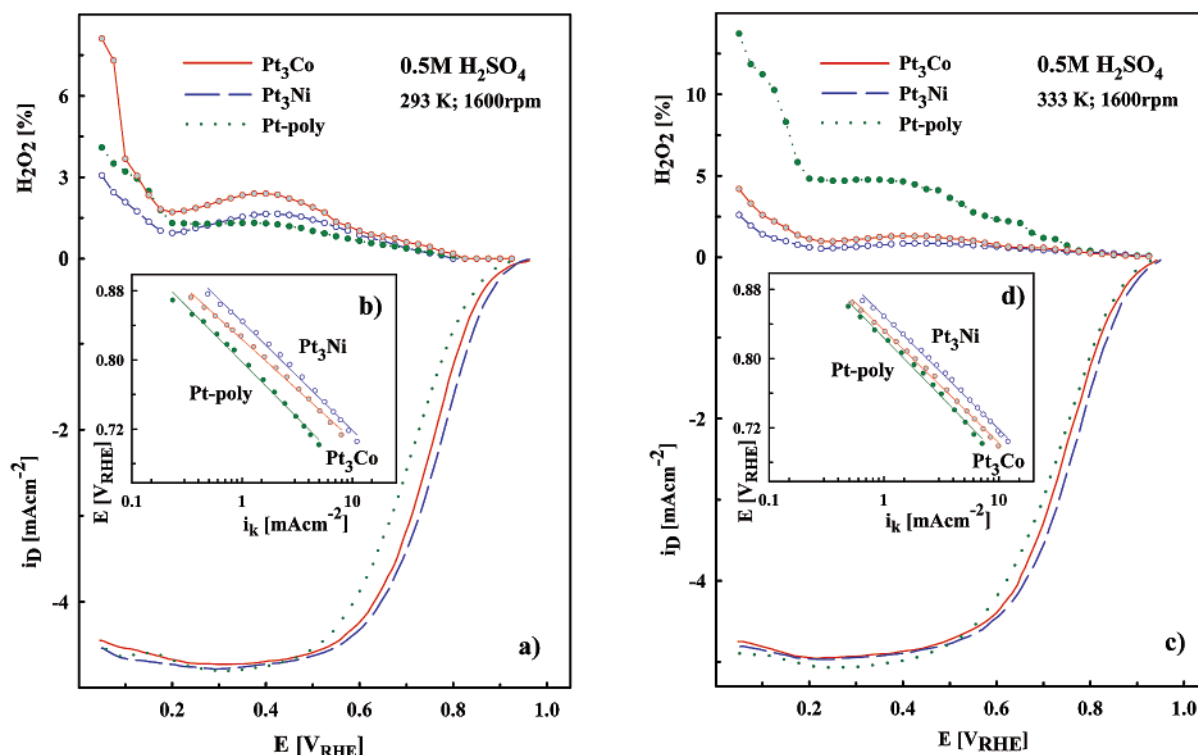 Pt3Co
Pt3Ni
Pt-poly
0.5M H2SO4
293 K; 1600rpm
H2O2 [%]
6
3
0
b)
0.88
0.80
0.72
E [VRHE]
Pt3Ni
Pt-poly
Pt3Co
0.1
1
10
ik [mAcm-2]
-2
-4
iD [mAcm-2]
a)
0.2
0.4
0.6
0.8
1.0
E [VRHE]
Pt3Co
Pt3Ni
Pt-poly
0.5M H2SO4
333 K; 1600rpm
H2O2 [%]
15
10
5
0
d)
0.88
0.80
0.72
E [VRHE]
Pt3Ni
Pt-poly
Pt3Co
0.1
1
10
ik [mAcm-2]
-2
-4
iD [mAcm-2]
c)
0.2
0.4
0.6
0.8
1.0
E [VRHE]